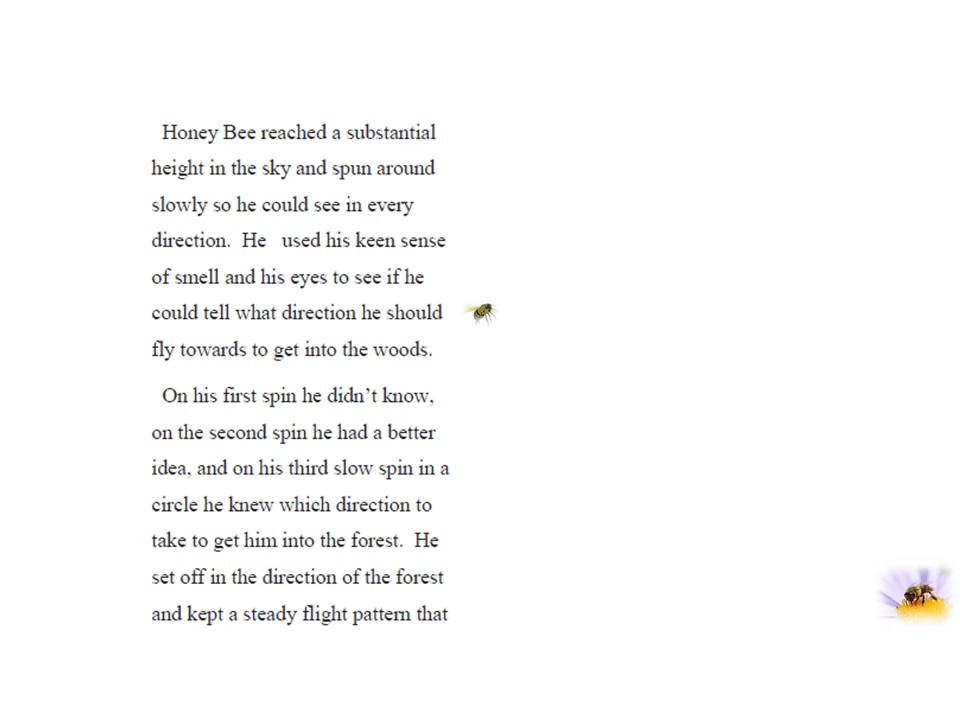 Honey Bee reached a substantial
height in the sky and spun around
slowly so he could see in every
direction.  He   used his keen sense
of smell and his eyes to see if he
could tell what direction he should
fly towards to get into the woods.
On his first spin he didn’t know,
on the second spin he had a better
idea, and on his third slow spin in a
circle he knew which direction to
take to get him into the forest.  He
set off in the direction of the forest
and kept a steady flight pattern that